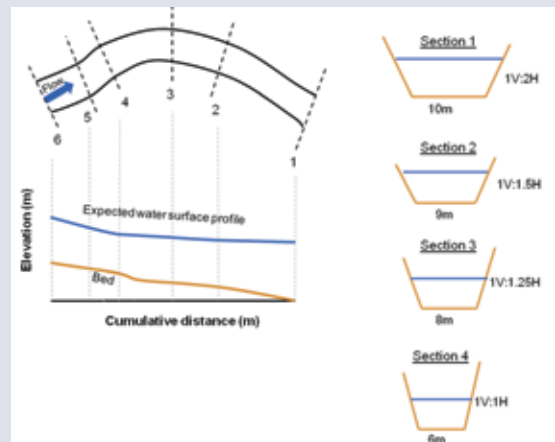 Flow
6
5
4
3
2
1
Elevation (m)
Expected water surface profile
Bed
Cumulative distance (m)
Section 1
1V:2H
10m
Section 2
1V:1.5H
9m
Section 3
1V:1.25H
8m
Section 4
1V:1H
6m